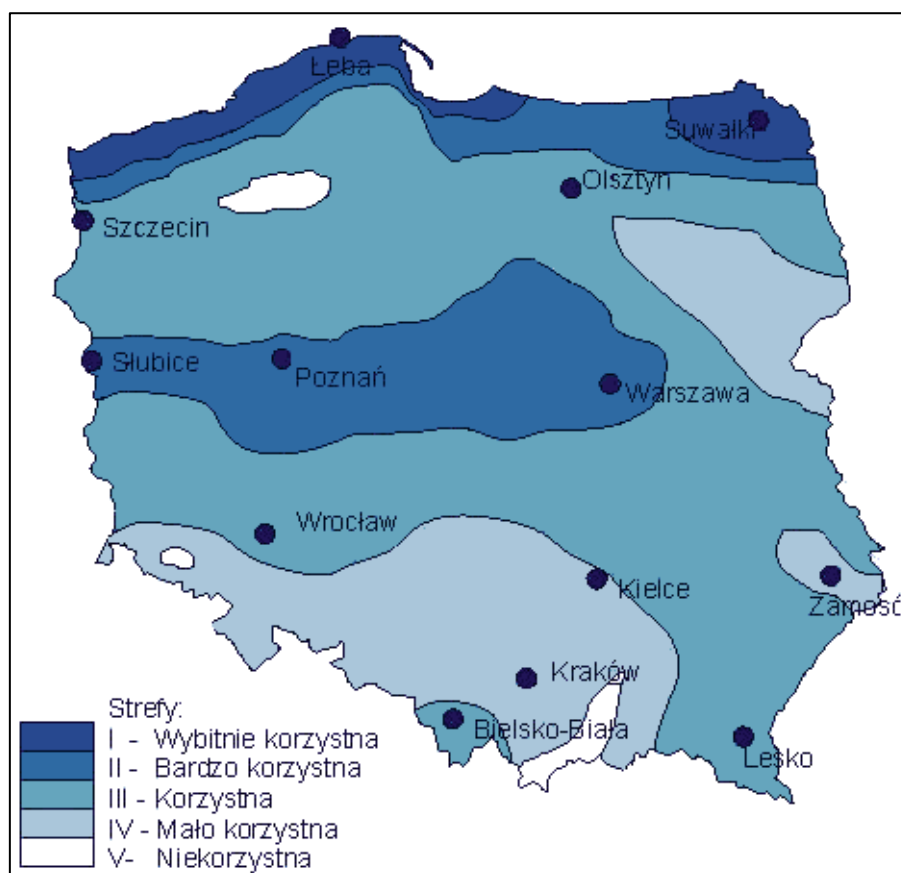 Łeba
Suwałki
Olsztyn
Szczecin
Słubice
Poznań
Warszawa
Wrocław
Kielce
Zamość
Kraków
Bielsko-Biała
Lesko
Strefy:
I - Wybitnie korzystna
II - Bardzo korzystna
III - Korzystna
IV - Mało korzystna
V- Niekorzystna